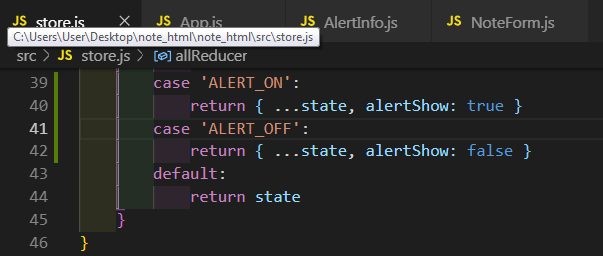 JS store.js JS App.js JS AlertInfo.js JS NoteForm.js
C:\Users\User\Desktop\note_html\note_html\src\store.js
src > JS store.js > allReducer
39 case 'ALERT_ON':
40 return { ...state, alertShow: true }
41 case 'ALERT_OFF':
42 return { ...state, alertShow: false }
43 default:
44 return state
45 }
46 }